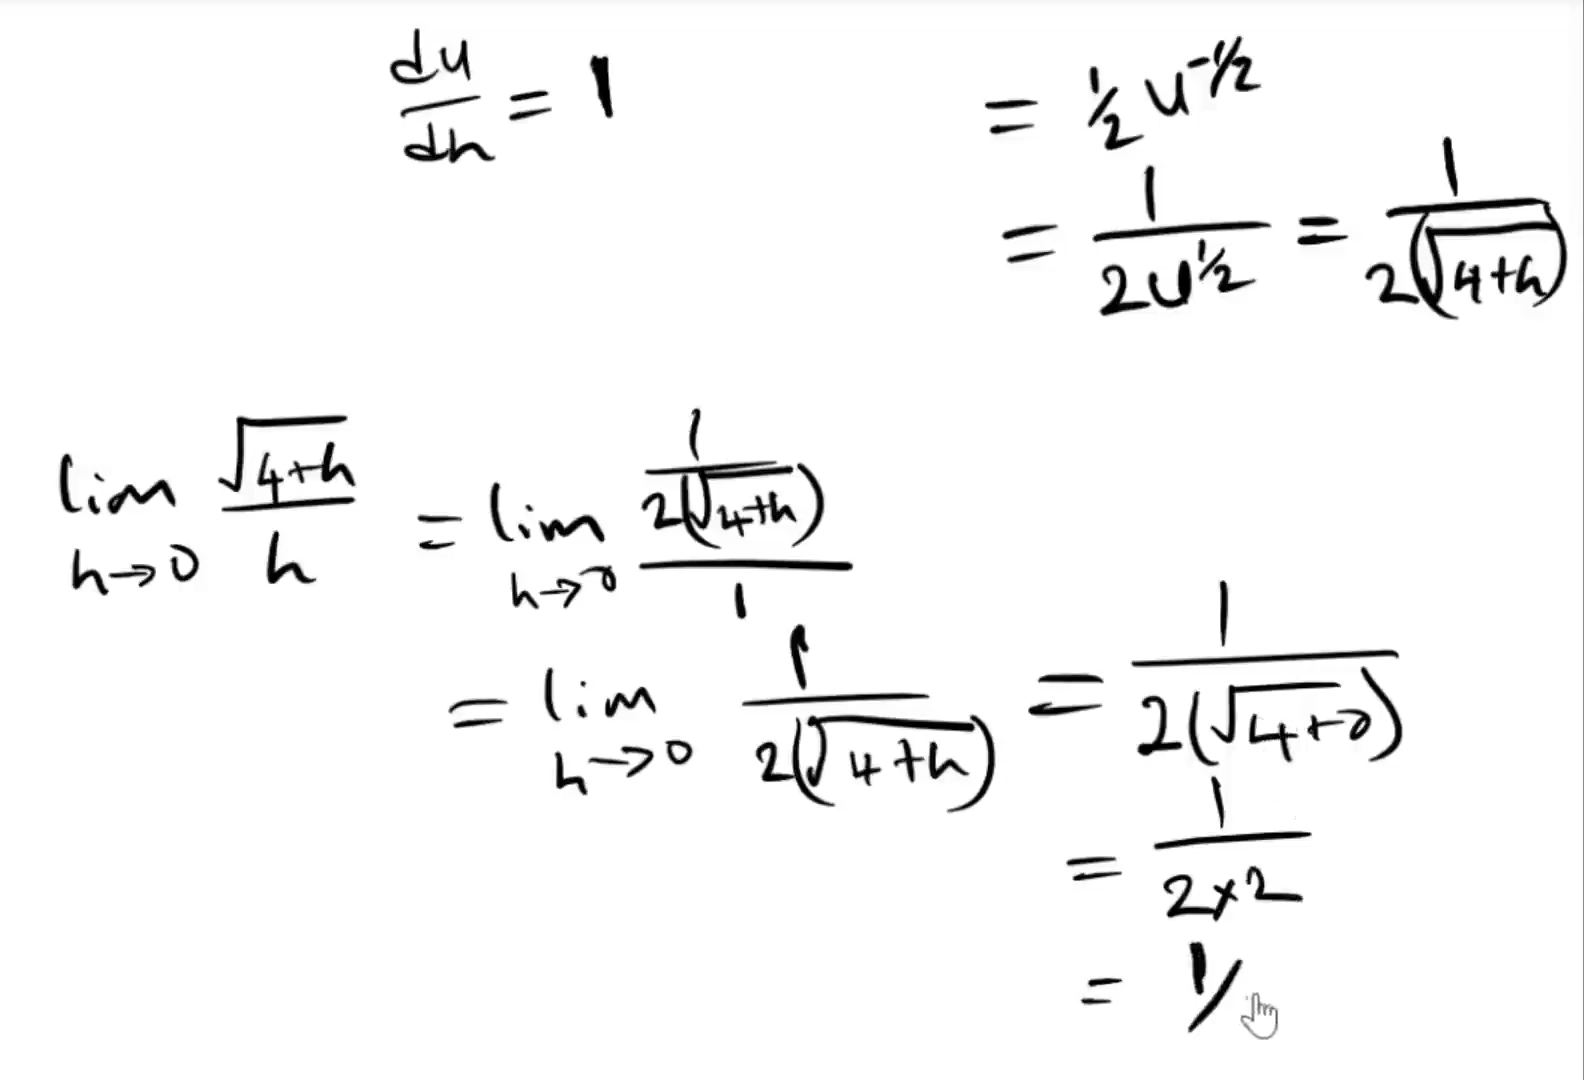 du/dh = 1
= ½ u^-1/2
= 1/(2u^1/2) = 1/(2(√4+h))
lim h→0 √4+h / h = lim h→0 (1/(2(√4+h)))/1
= lim h→0 1/(2(√4+h)) = 1/(2(√4+0))
= 1/(2×2)
= 1/